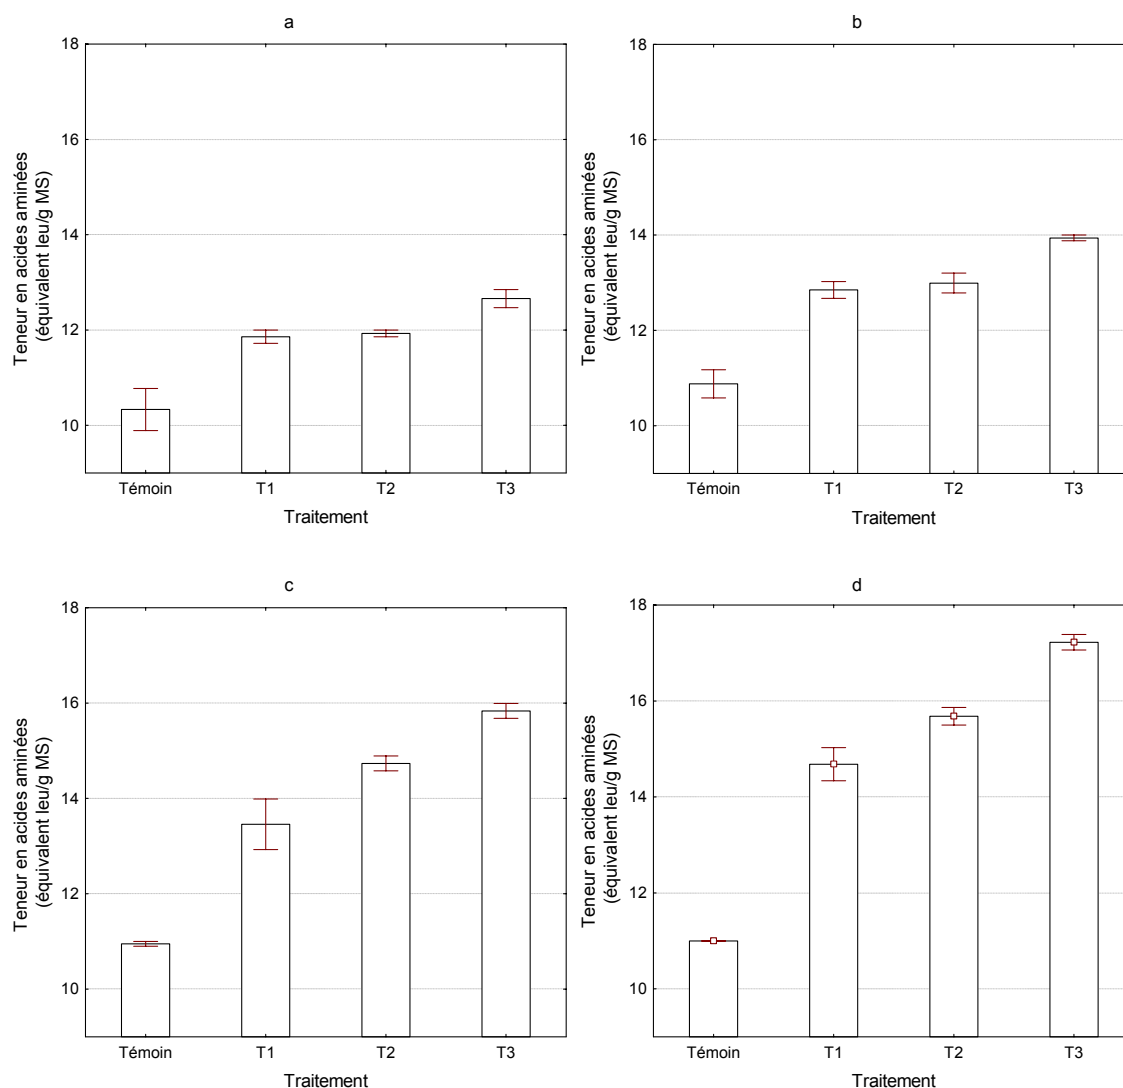 a
18
16
14
12
10
Teneur en acides aminées
(équivalent leu/g MS)
Témoin T1 T2 T3
Traitement
b
18
16
14
12
10
Teneur en acides aminées
(équivalent leu/g MS)
Témoin T1 T2 T3
Traitement
c
18
16
14
12
10
Teneur en acides aminées
(équivalent leu/g MS)
Témoin T1 T2 T3
Traitement
d
18
16
14
12
10
Teneur en acides aminées
(équivalent leu/g MS)
Témoin T1 T2 T3
Traitement